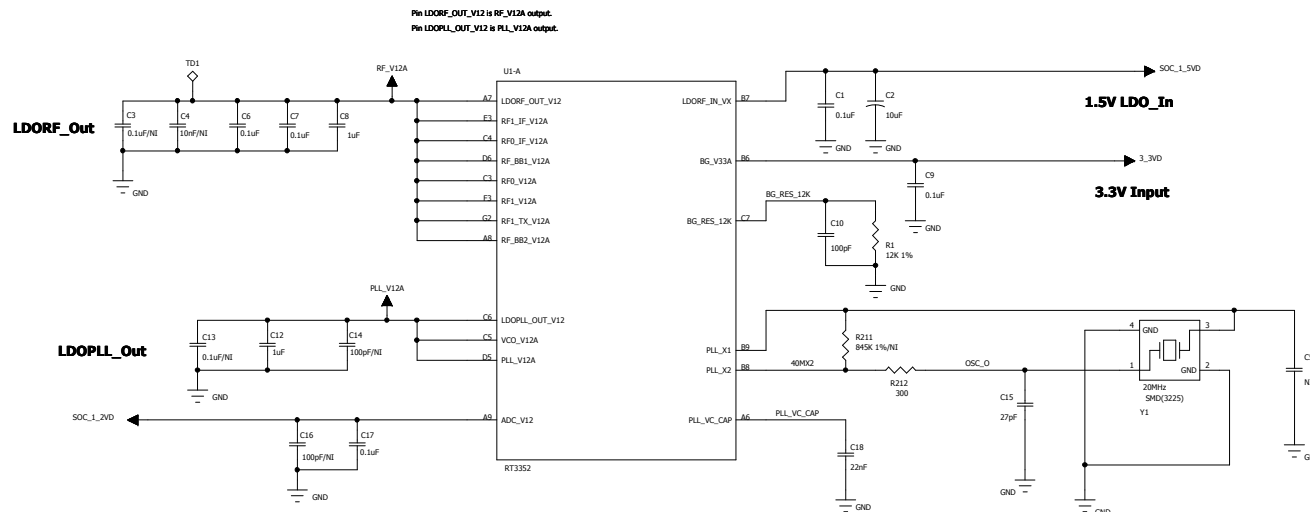 Pin LDORF_OUT_V12 is RF_V12A output.
Pin LDOPLL_OUT_V12 is PLL_V12A output.
TD1
RF_V12A
U1-A
LDORF_Out
C3
0.1uF/NI
C4
10nF/NI
C6
0.1uF
C7
0.1uF
C8
1uF
GND
A7 LDORF_OUT_V12
E3 RF1_IF_V12A
C4 RF0_IF_V12A
D6 RF_BB1_V12A
C3 RF0_V12A
F3 RF1_V12A
G2 RF1_TX_V12A
A8 RF_BB2_V12A
LDORF_IN_VX B7
SOC_1_5VD
1.5V LDO_In
C1
0.1uF
C2
10uF
GND
GND
BG_V33A B6
3_3VD
3.3V Input
C9
0.1uF
GND
BG_RES_12K
BG_RES_12K C7
C10
100pF
R1
12K 1%
GND
PLL_V12A
LDOPLL_Out
C13
0.1uF/NI
C12
1uF
C14
100pF/NI
GND
C6 LDOPLL_OUT_V12
C5 VCO_V12A
D5 PLL_V12A
PLL_X1 B9
PLL_X2 B8
40MX2
R211
845K 1%/NI
R212
300
OSC_O
C15
27pF
GND
4
GND
3
1
GND
2
20MHz
SMD(3225)
Y1
GND
SOC_1_2VD
A9 ADC_V12
C16
100pF/NI
C17
0.1uF
GND
PLL_VC_CAP A6
PLL_VC_CAP
C18
22nF
GND
RT3352